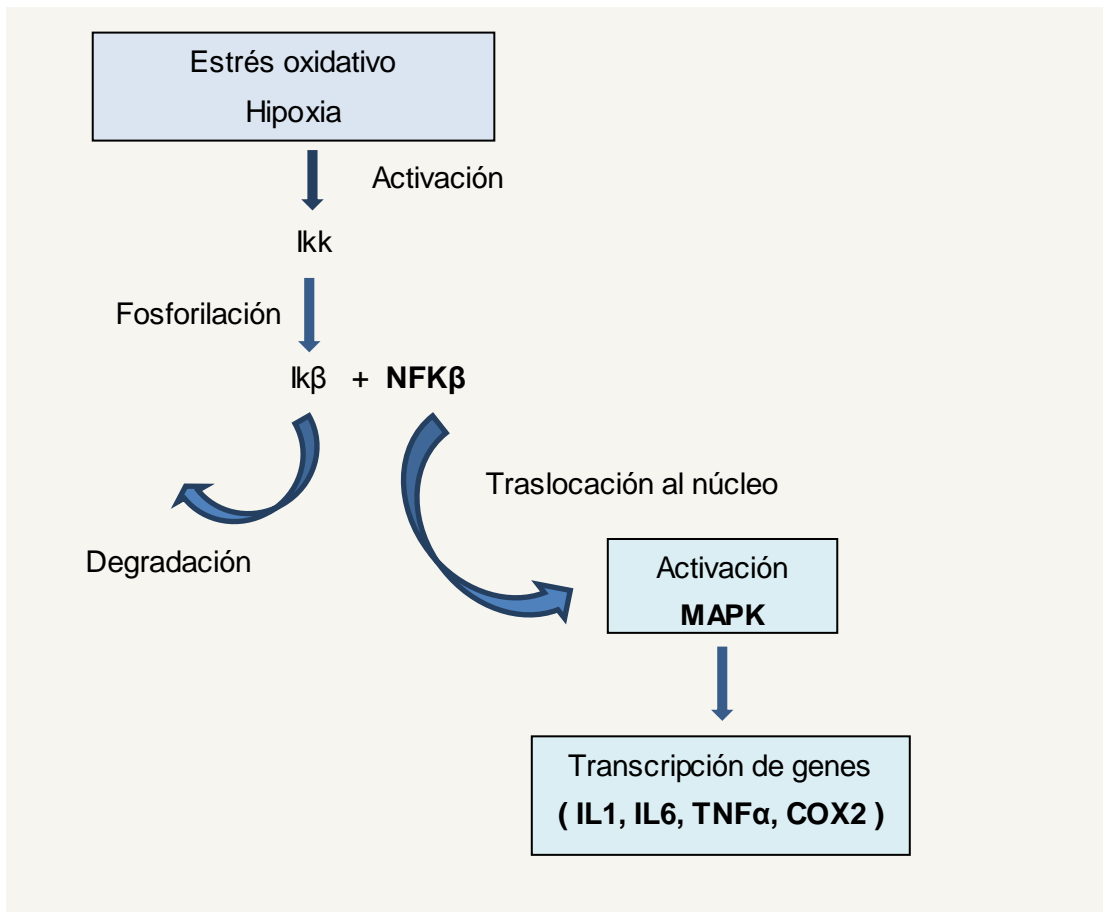 Estrés oxidativo
Hipoxia
Activación
Ikk
Fosforilación
Ikβ + NFKβ
Traslocación al núcleo
Degradación
Activación
MAPK
Transcripción de genes
( IL1, IL6, TNFα, COX2 )